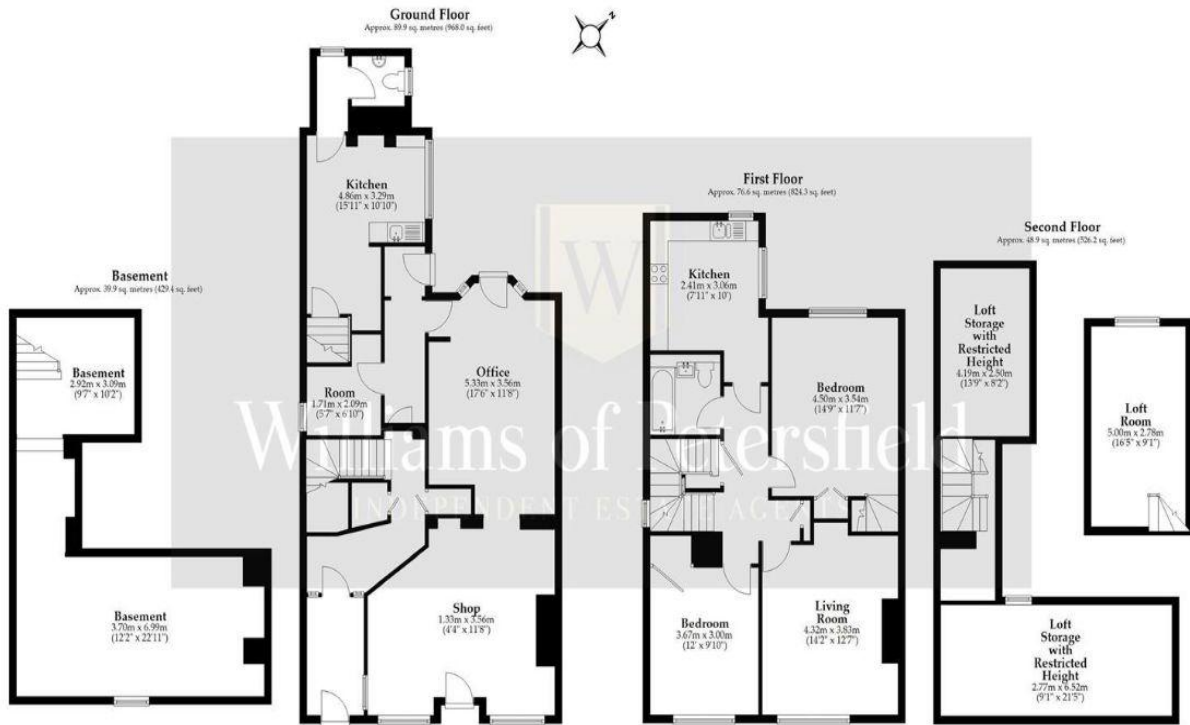 Ground Floor
Approx. 89.9 sq. metres (968.0 sq. feet)
N
Kitchen
4.86m x 3.29m
(15'11" x 10'10")
Office
5.33m x 3.56m
(17'6" x 11'8")
Room
1.71m x 2.09m
(5'7" x 6'10")
Shop
1.33m x 3.56m
(4'4" x 11'8")
Basement
Approx. 39.9 sq. metres (429.4 sq. feet)
Basement
2.92m x 3.09m
(9'7" x 10'2")
Basement
3.70m x 6.99m
(12'2" x 22'11")
First Floor
Approx. 76.6 sq. metres (824.3 sq. feet)
Kitchen
2.41m x 3.06m
(7'11" x 10')
Bedroom
4.50m x 3.54m
(14'9" x 11'7")
Bedroom
3.67m x 3.00m
(12' x 9'10")
Living
Room
4.32m x 3.83m
(14'2" x 12'7")
Second Floor
Approx. 48.9 sq. metres (526.2 sq. feet)
Loft
Storage
with
Restricted
Height
4.19m x 2.50m
(13'9" x 8'2")
Loft
Room
5.00m x 2.78m
(16'5" x 9'1")
Loft
Storage
with
Restricted
Height
2.77m x 6.52m
(9'1" x 21'5")
W
Williams of Petersfield
INDEPENDENT ESTATE AGENTS